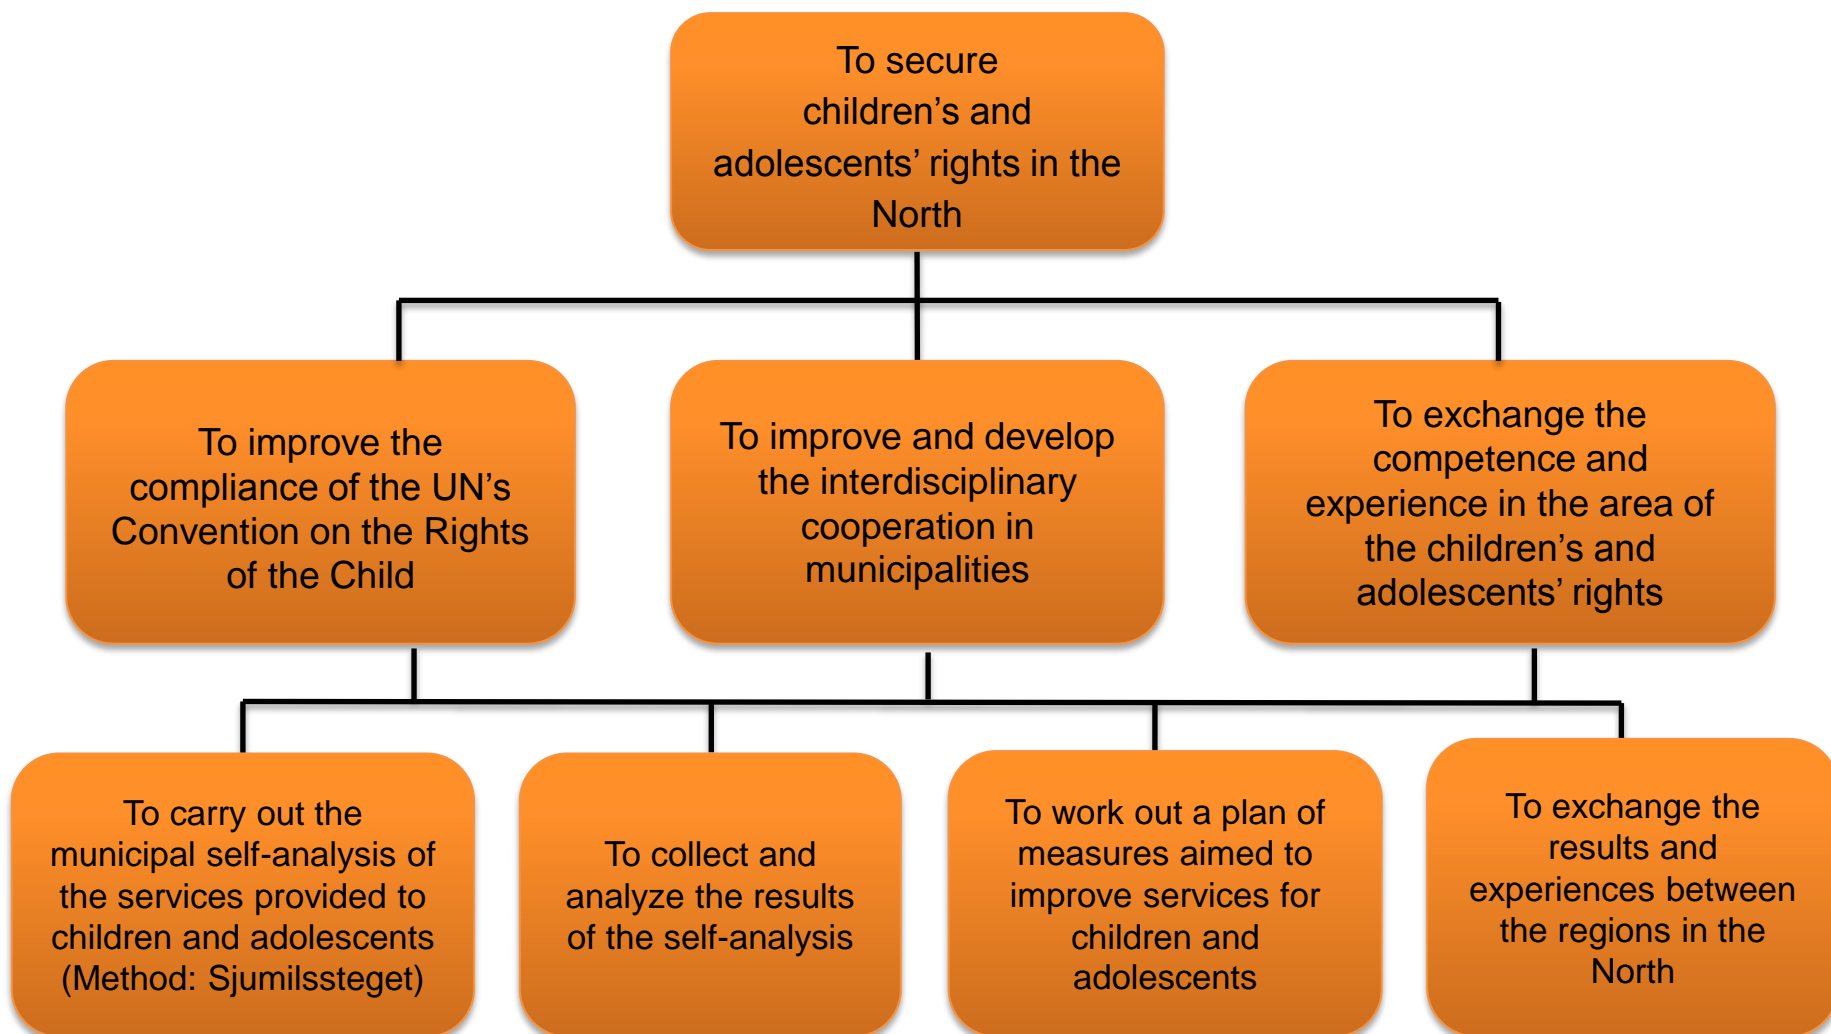 To secure
children’s and
adolescents’ rights in the
North
To improve the
compliance of the UN’s
Convention on the Rights
of the Child
To improve and develop
the interdisciplinary
cooperation in
municipalities
To exchange the
competence and
experience in the area of
the children’s and
adolescents’ rights
To carry out the
municipal self-analysis of
the services provided to
children and adolescents
(Method: Sjumilssteget)
To collect and
analyze the results
of the self-analysis
To work out a plan of
measures aimed to
improve services for
children and
adolescents
To exchange the
results and
experiences between
the regions in the
North